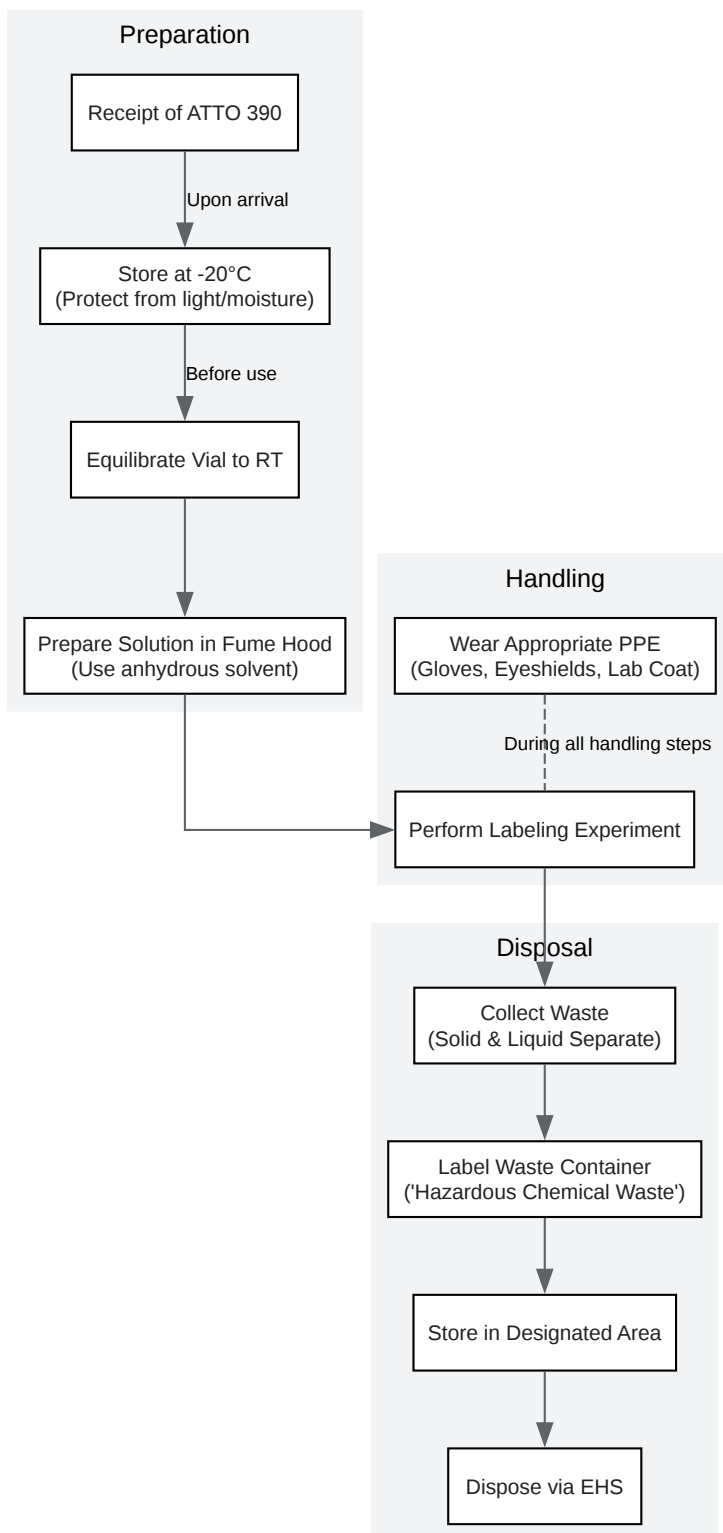 Preparation
Receipt of ATTO 390
Upon arrival
Store at -20°C
(Protect from light/moisture)
Before use
Equilibrate Vial to RT
Prepare Solution in Fume Hood
(Use anhydrous solvent)
Handling
Wear Appropriate PPE
(Gloves, Eyeshields, Lab Coat)
During all handling steps
Perform Labeling Experiment
Disposal
Collect Waste
(Solid & Liquid Separate)
Label Waste Container
('Hazardous Chemical Waste')
Store in Designated Area
Dispose via EHS